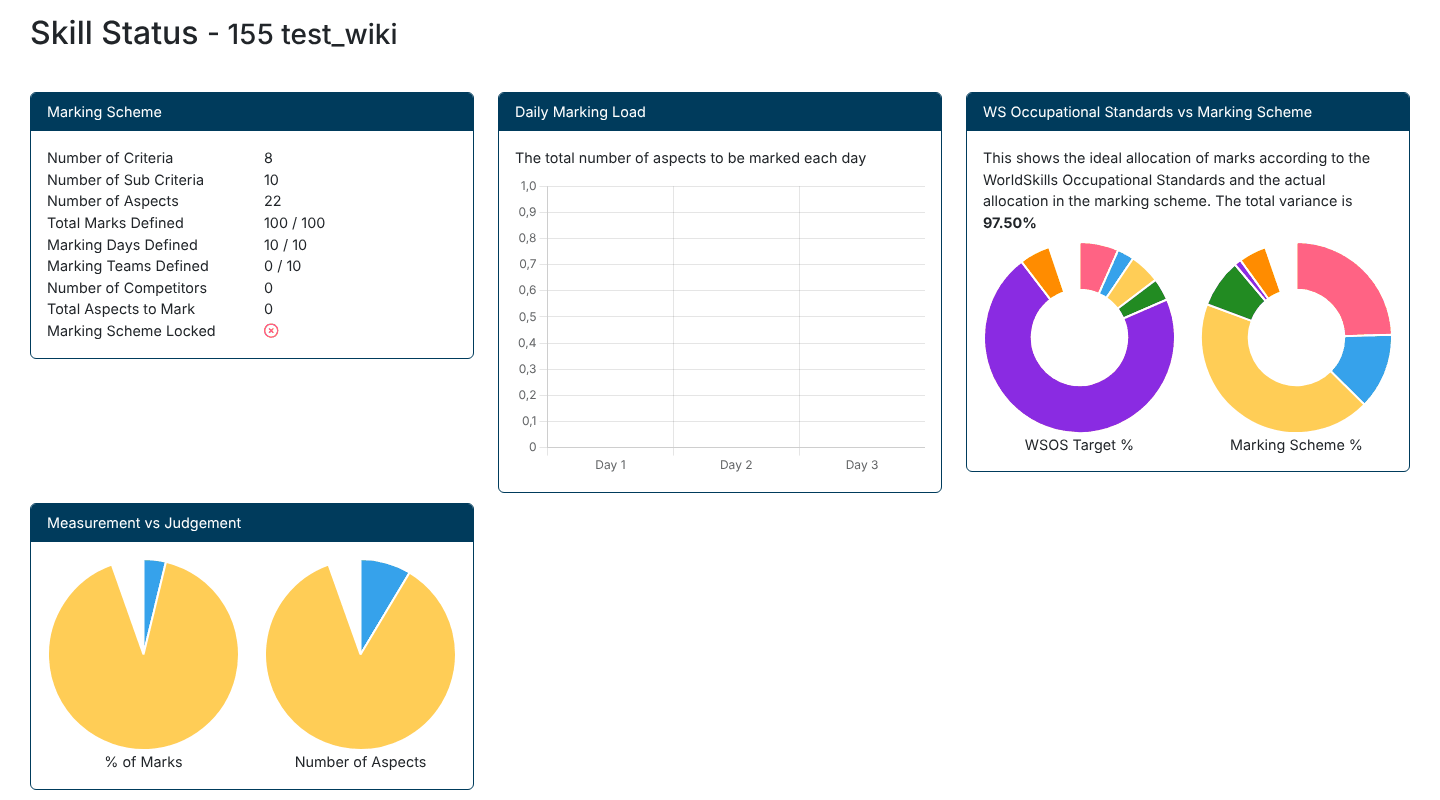 Skill Status - 155 test_wiki
Marking Scheme
Number of Criteria 8
Number of Sub Criteria 10
Number of Aspects 22
Total Marks Defined 100 / 100
Marking Days Defined 10 / 10
Marking Teams Defined 0 / 10
Number of Competitors 0
Total Aspects to Mark 0
Marking Scheme Locked
Daily Marking Load
The total number of aspects to be marked each day
1,0
0,9
0,8
0,7
0,6
0,5
0,4
0,3
0,2
0,1
0
Day 1 Day 2 Day 3
WS Occupational Standards vs Marking Scheme
This shows the ideal allocation of marks according to the
WorldSkills Occupational Standards and the actual
allocation in the marking scheme. The total variance is
97.50%
WSOS Target % Marking Scheme %
Measurement vs Judgement
% of Marks Number of Aspects